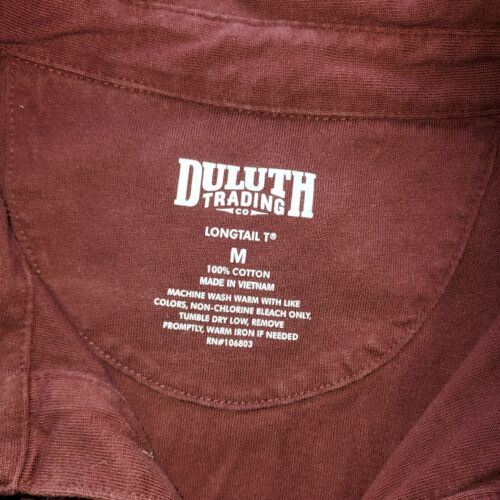 DULUTH
TRADING
CO
LONGTAIL T®
M
100% COTTON
MADE IN VIETNAM
MACHINE WASH WARM WITH LIKE
COLORS, NON-CHLORINE BLEACH ONLY,
TUMBLE DRY LOW, REMOVE
PROMPTLY, WARM IRON IF NEEDED
RN#106803